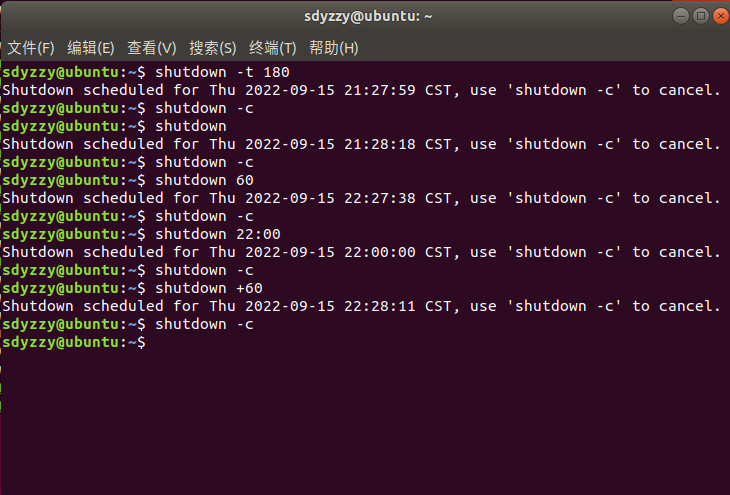 sdyzzy@ubuntu: ~
文件(F) 编辑(E) 查看(V) 搜索(S) 终端(T) 帮助(H)
sdyzzy@ubuntu:~$ shutdown -t 180
Shutdown scheduled for Thu 2022-09-15 21:27:59 CST, use 'shutdown -c' to cancel.
sdyzzy@ubuntu:~$ shutdown -c
sdyzzy@ubuntu:~$ shutdown
Shutdown scheduled for Thu 2022-09-15 21:28:18 CST, use 'shutdown -c' to cancel.
sdyzzy@ubuntu:~$ shutdown -c
sdyzzy@ubuntu:~$ shutdown 60
Shutdown scheduled for Thu 2022-09-15 22:27:38 CST, use 'shutdown -c' to cancel.
sdyzzy@ubuntu:~$ shutdown -c
sdyzzy@ubuntu:~$ shutdown 22:00
Shutdown scheduled for Thu 2022-09-15 22:00:00 CST, use 'shutdown -c' to cancel.
sdyzzy@ubuntu:~$ shutdown -c
sdyzzy@ubuntu:~$ shutdown +60
Shutdown scheduled for Thu 2022-09-15 22:28:11 CST, use 'shutdown -c' to cancel.
sdyzzy@ubuntu:~$ shutdown -c
sdyzzy@ubuntu:~$